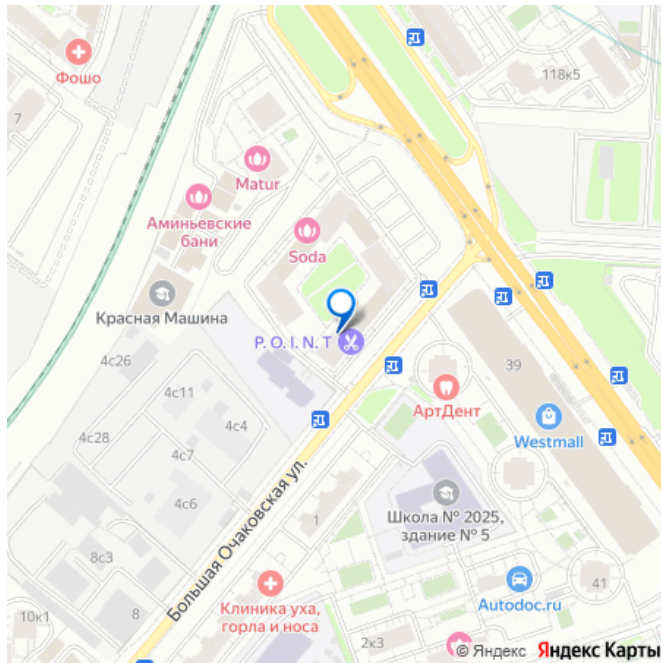 Фошо
7
118к5
Matur
Аминьевские
бани
Soda
Красная Машина
P.O.I.N.T
4с26
39
4с11
АртДент
Westmall
4с28
4с4
4с7
Школа № 2025,
здание № 5
4с6
Большая Очаковская ул.
1
8с3
Autodoc.ru
41
Клиника уха,
горла и носа
10к1
8
2к3
© Яндекс Яндекс Карты